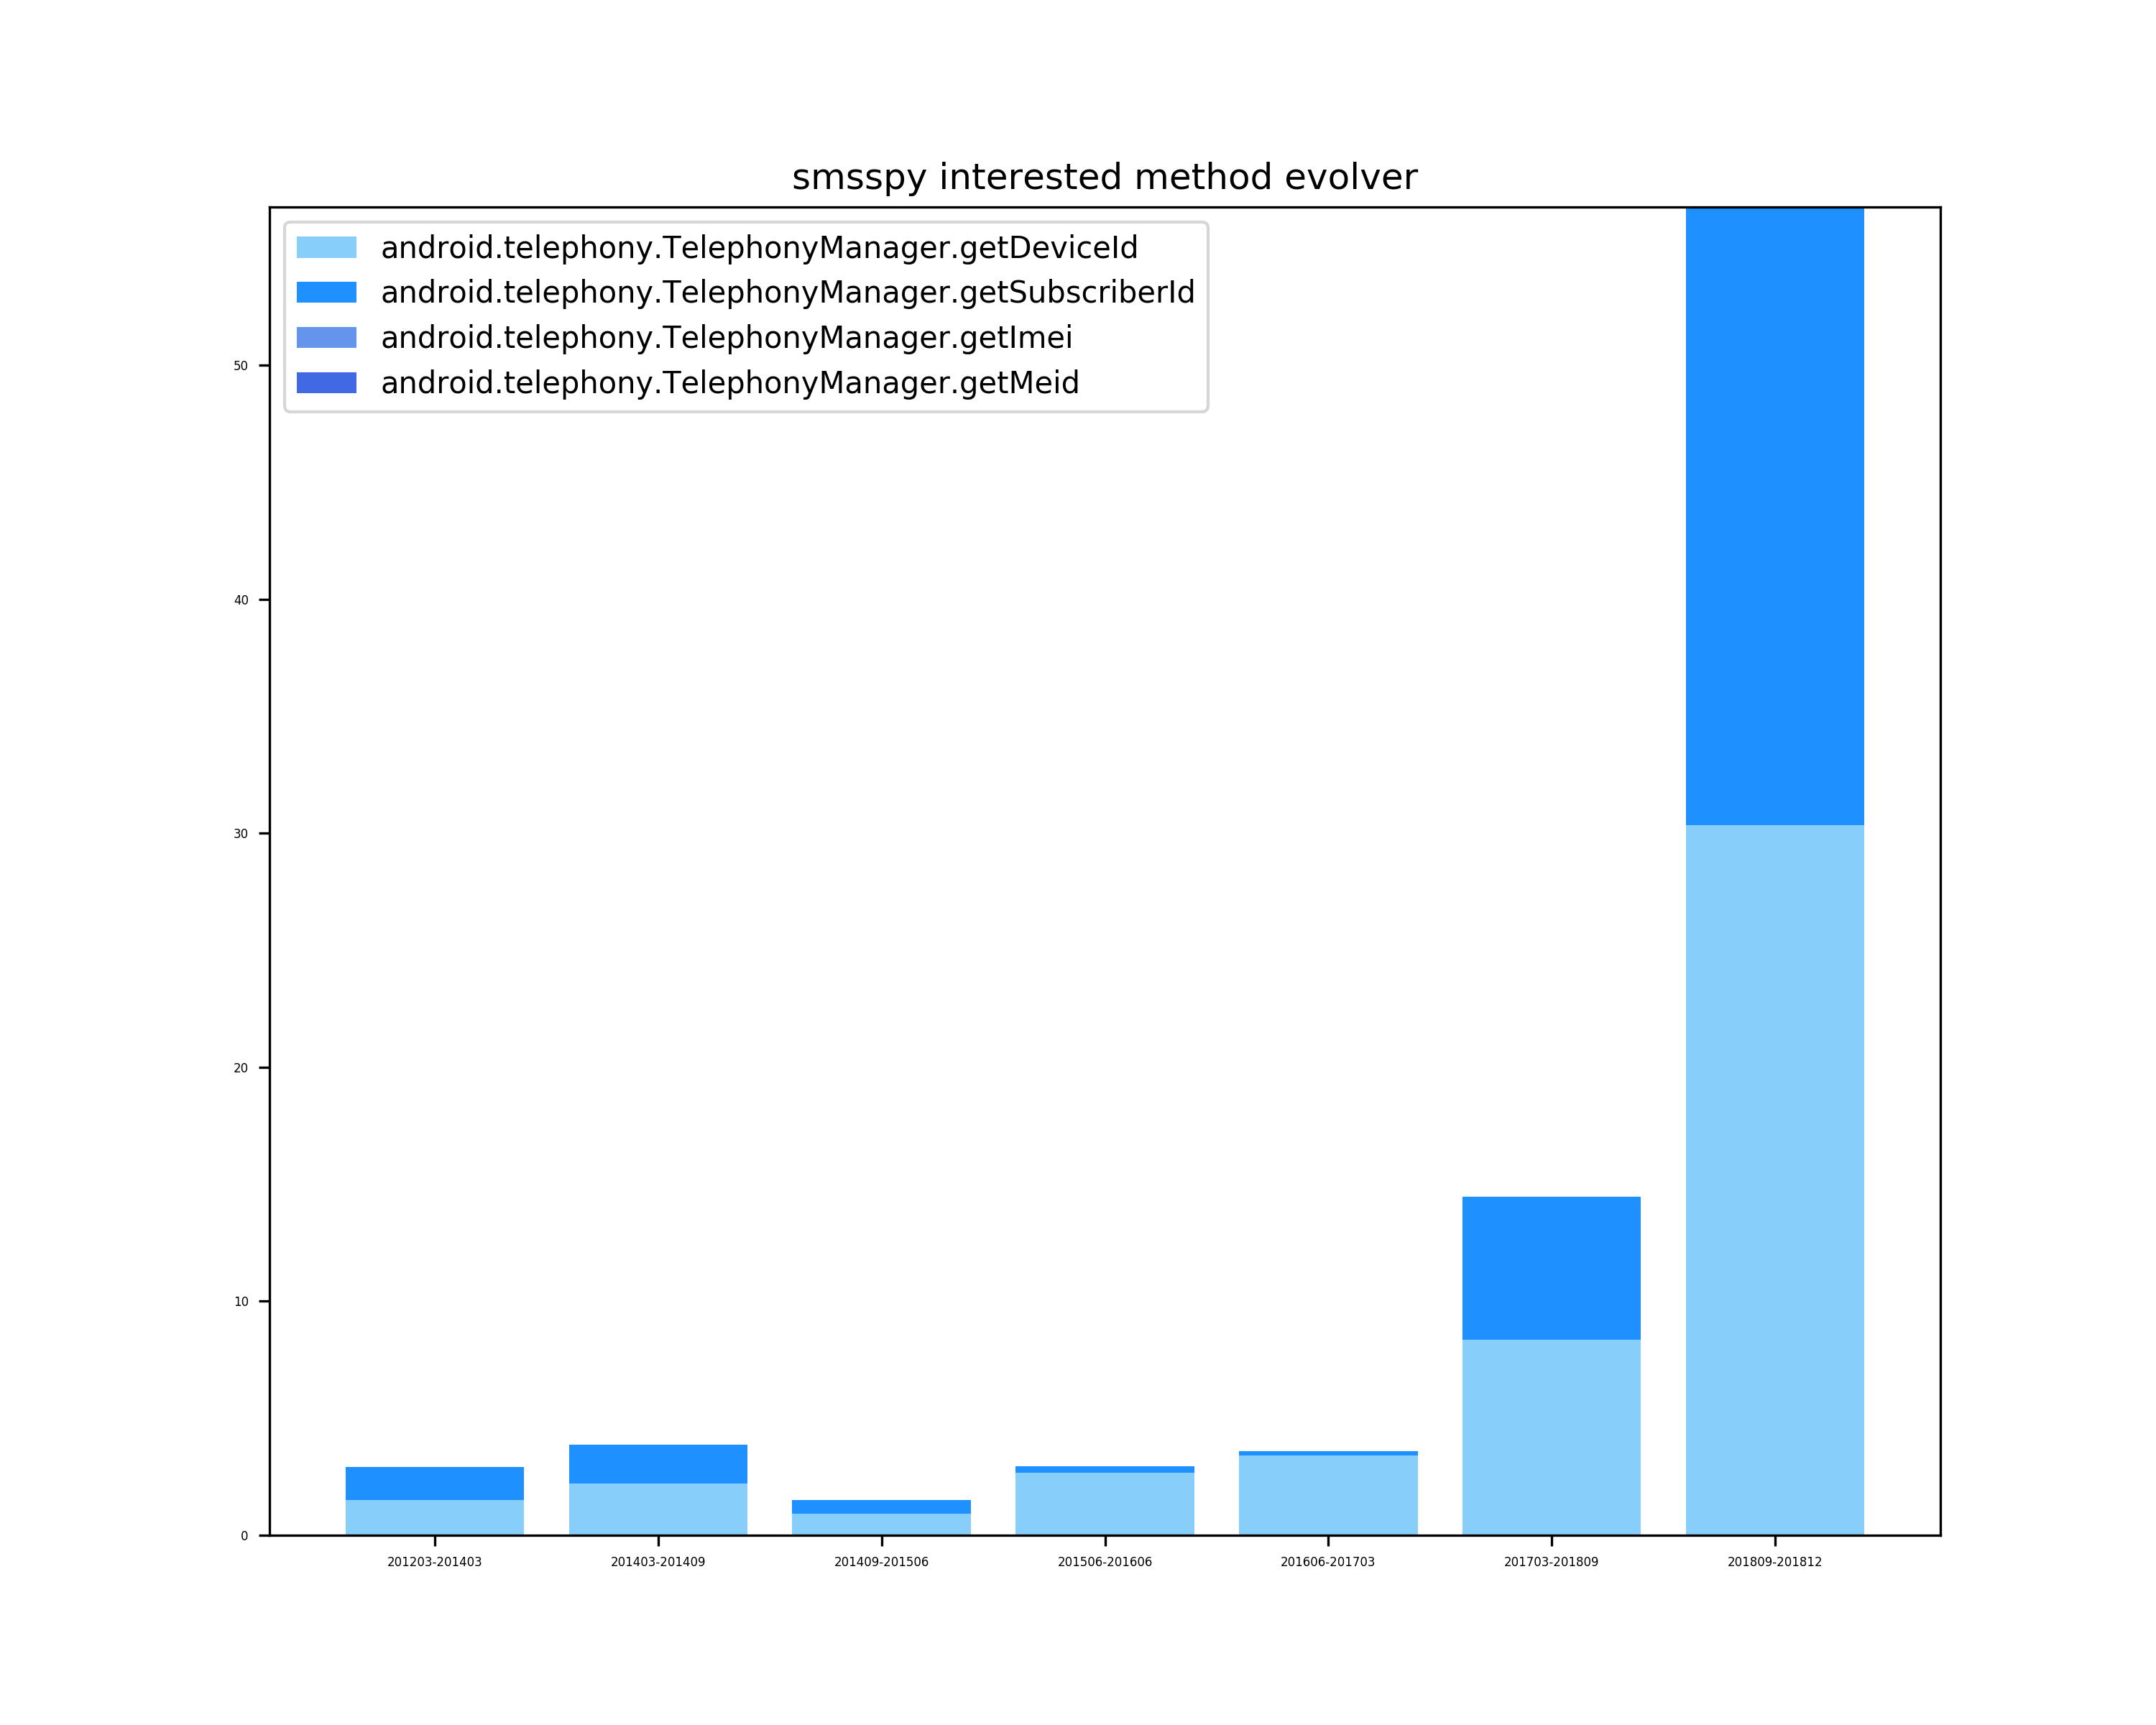 smsspy interested method evolver
android.telephony.TelephonyManager.getDeviceId
android.telephony.TelephonyManager.getSubscriberId
android.telephony.TelephonyManager.getImei
android.telephony.TelephonyManager.getMeid
50
40
30
20
10
0
201203-201403 201403-201409 201409-201506 201506-201606 201606-201703 201703-201809 201809-201812